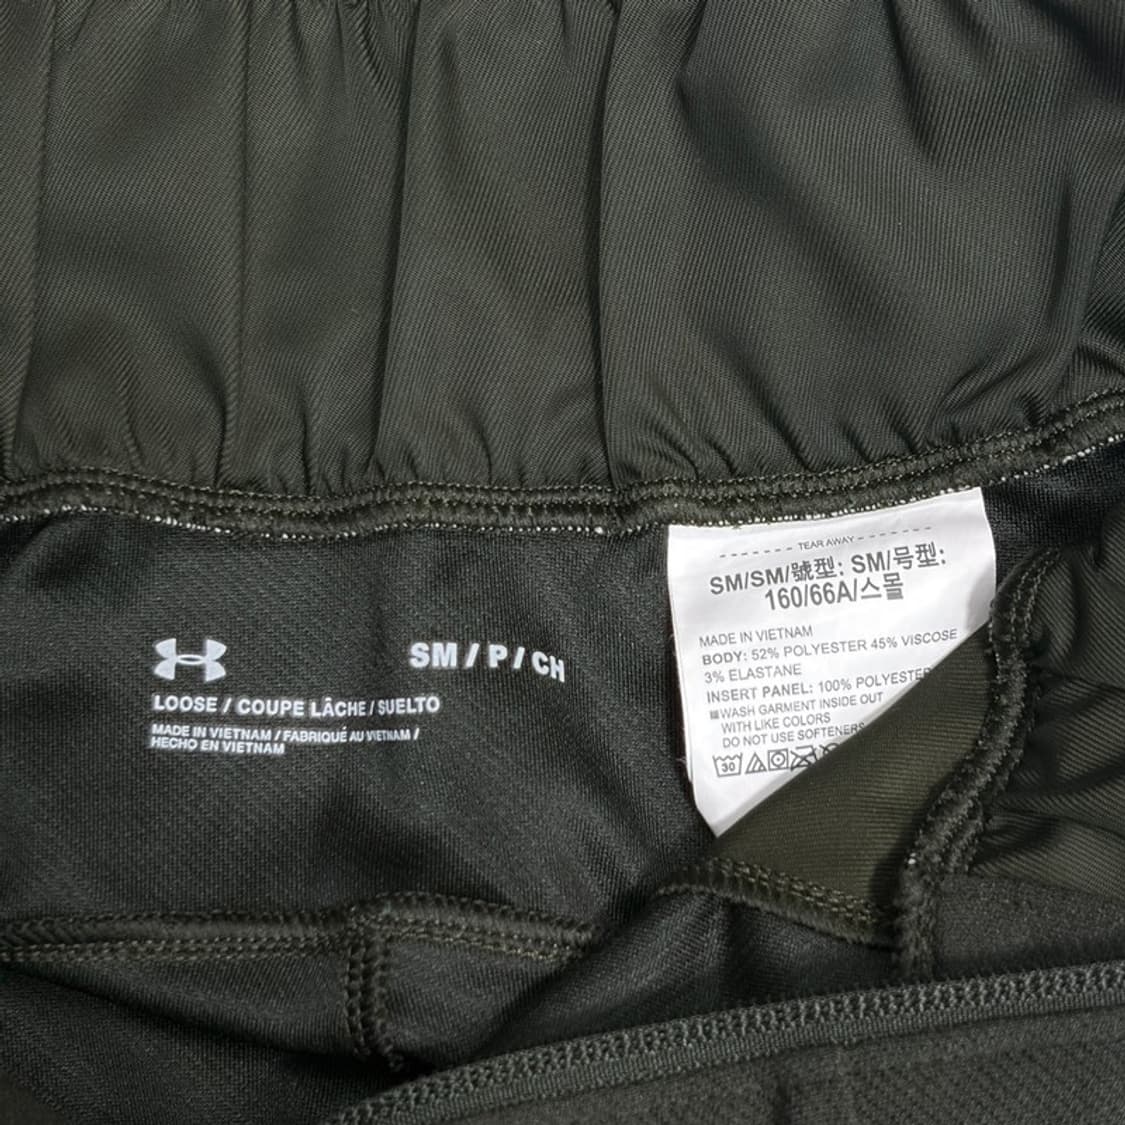 SM / P / CH
LOOSE / COUPE LÂCHE / SUELTO
MADE IN VIETNAM / FABRIQUÉ AU VIETNAM /
HECHO EN VIETNAM
TEAR AWAY
SM/SM/號型: SM/号型:
160/66A/스몰
MADE IN VIETNAM
BODY: 52% POLYESTER 45% VISCOSE
3% ELASTANE
INSERT PANEL: 100% POLYESTER
WASH GARMENT INSIDE OUT
WITH LIKE COLORS
DO NOT USE SOFTENERS
30